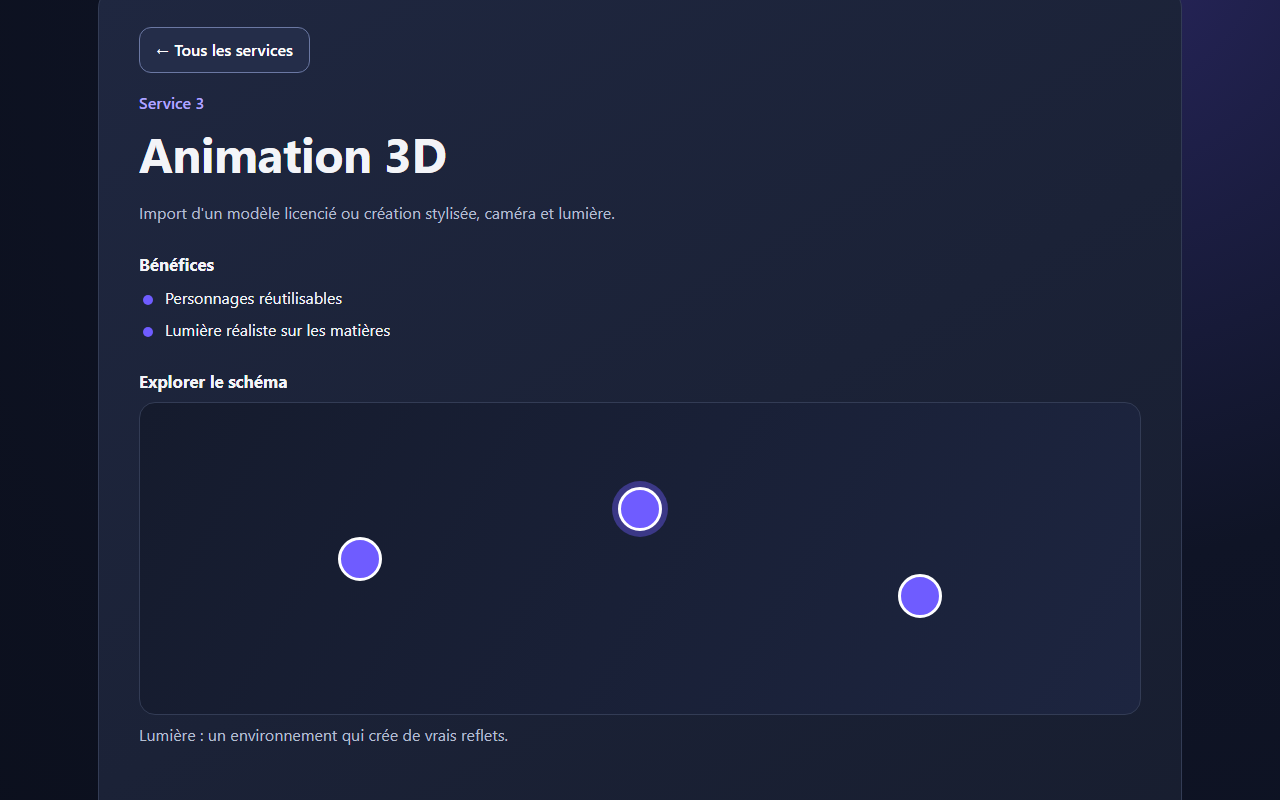 ← Tous les services
Service 3
Animation 3D
Import d'un modèle licencié ou création stylisée, caméra et lumière.
Bénéfices
Personnages réutilisables
Lumière réaliste sur les matières
Explorer le schéma
Lumière : un environnement qui crée de vrais reflets.